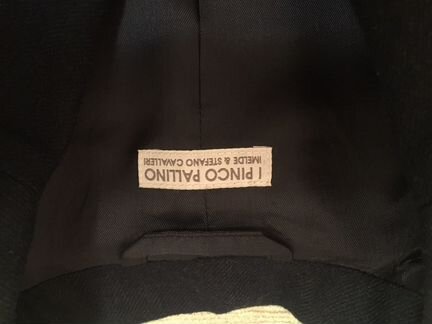 I PINCO PALLINO
IMELDE & STEFANO CAVALLERI